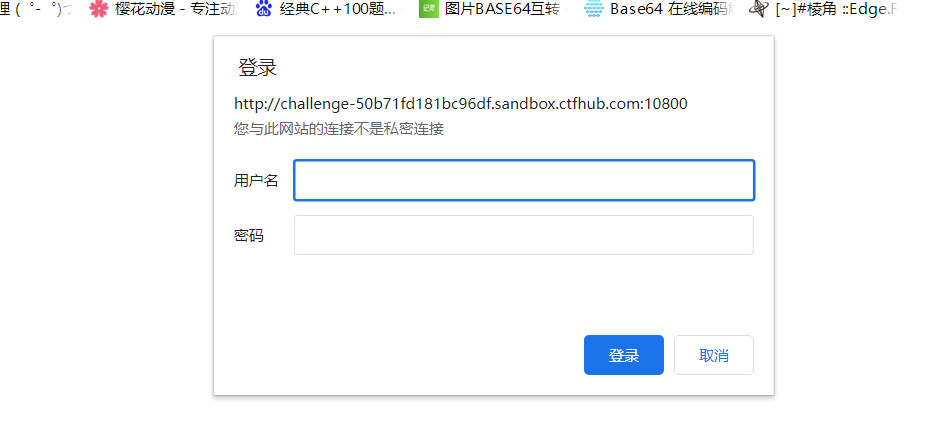 理 ( ゜- ゜)つ 樱花动漫 - 专注动 经典C++100题... 图片BASE64互转 Base64 在线编码 [~]#棱角 ::Edge.F
登录
http://challenge-50b71fd181bc96df.sandbox.ctfhub.com:10800
您与此网站的连接不是私密连接
用户名
密码
登录 取消